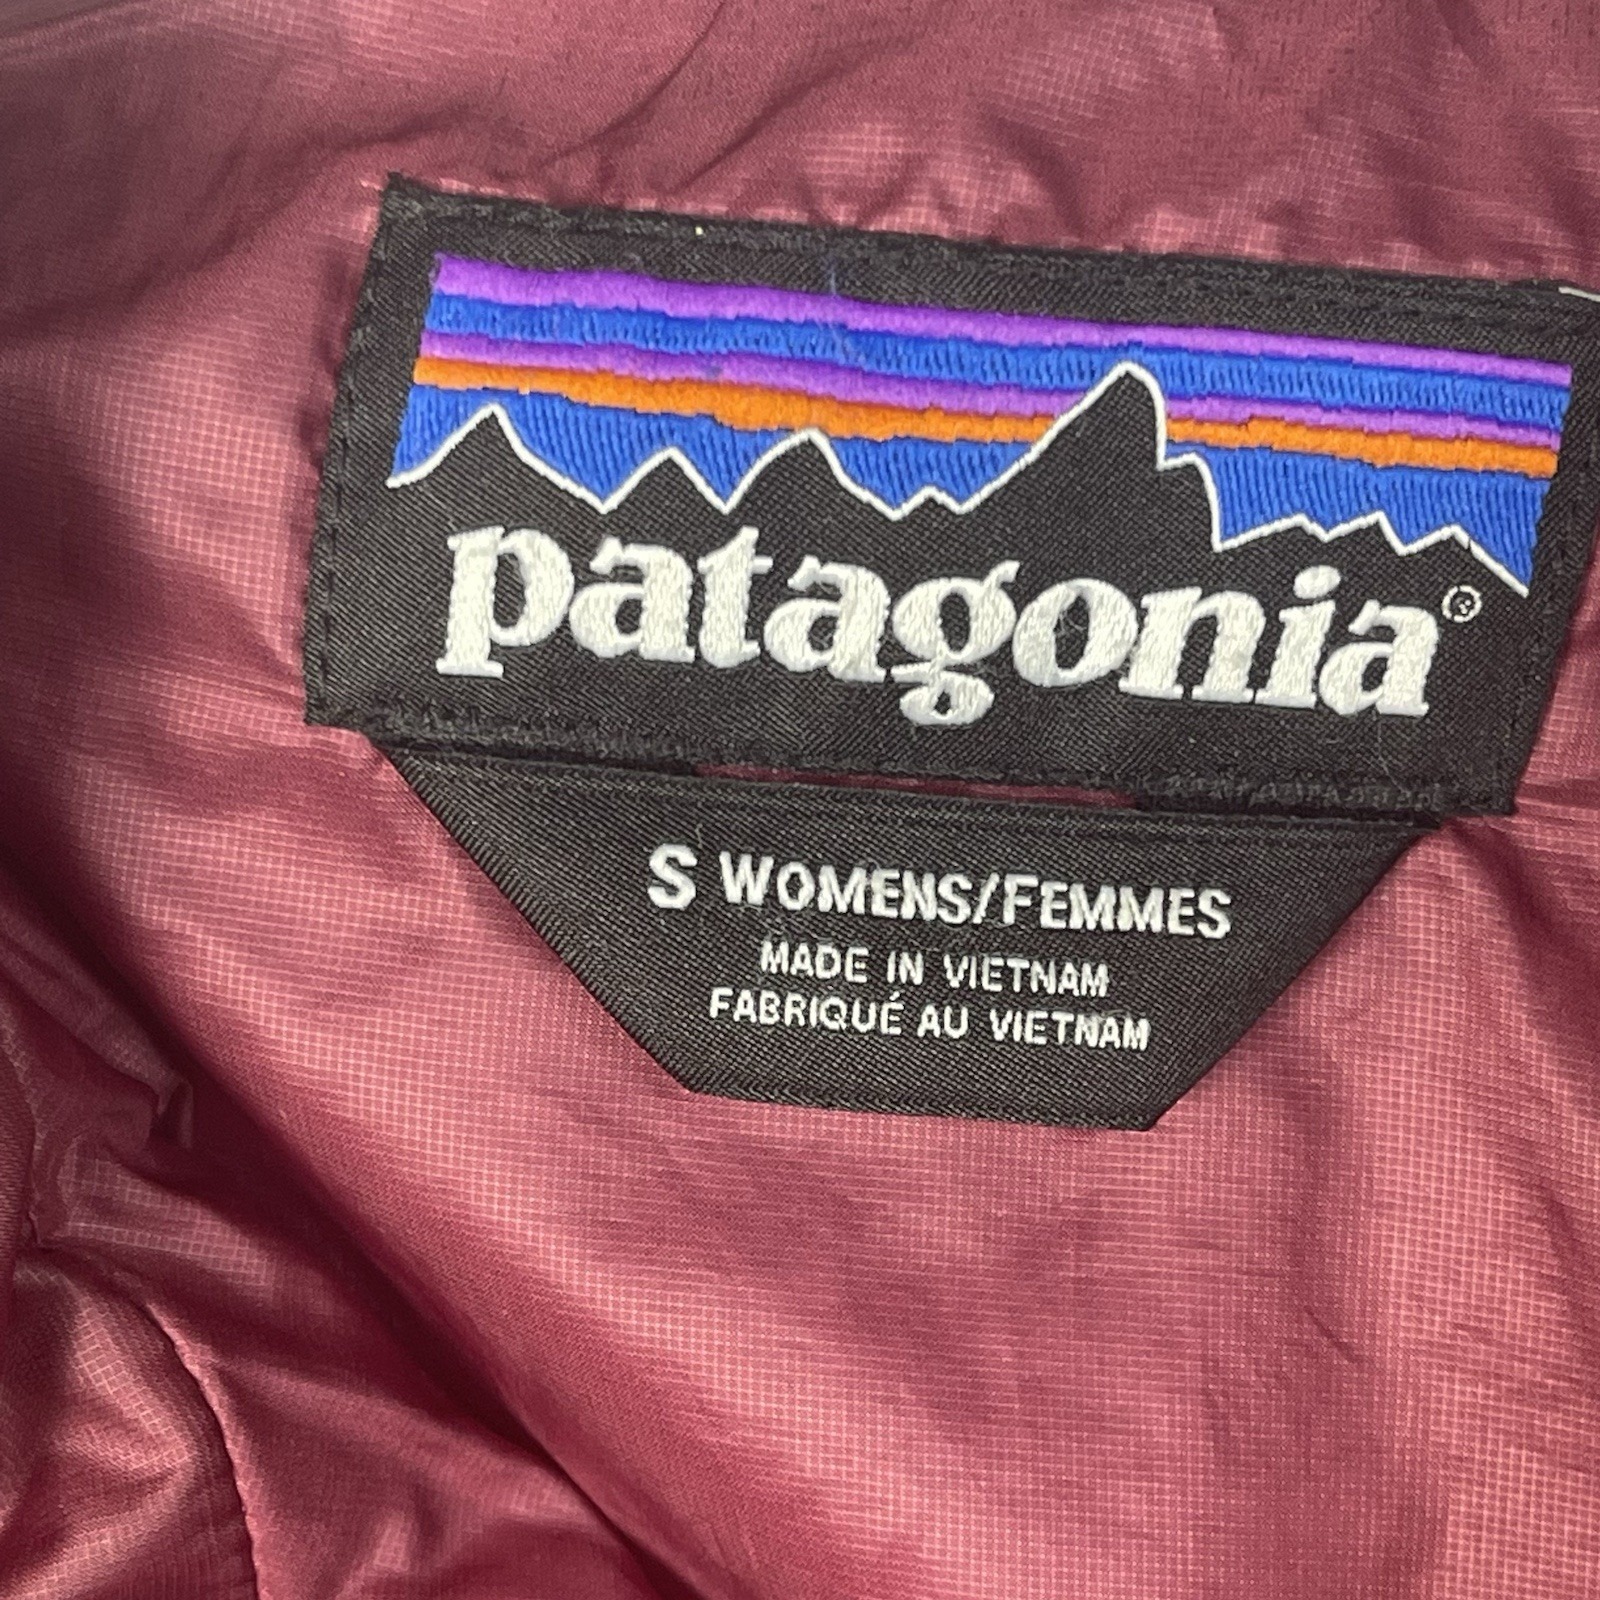 patagonia®
S WOMENS/FEMMES
MADE IN VIETNAM
FABRIQUÉ AU VIETNAM